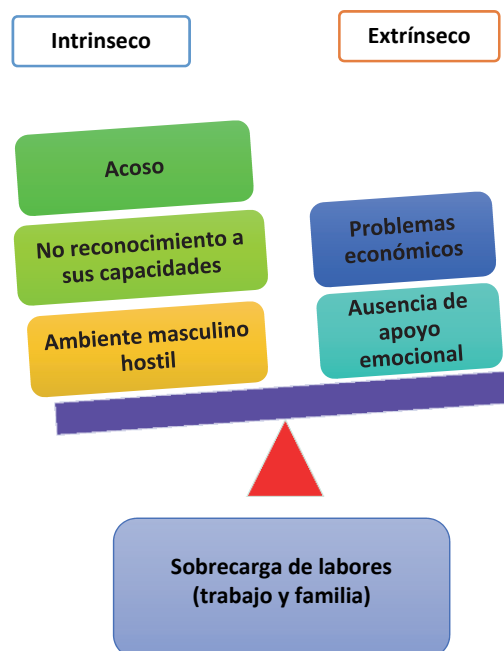 Intrinseco
Extrínseco
Acoso
No reconocimiento a
sus capacidades
Ambiente masculino
hostil
Problemas
económicos
Ausencia de
apoyo
emocional
Sobrecarga de labores
(trabajo y familia)